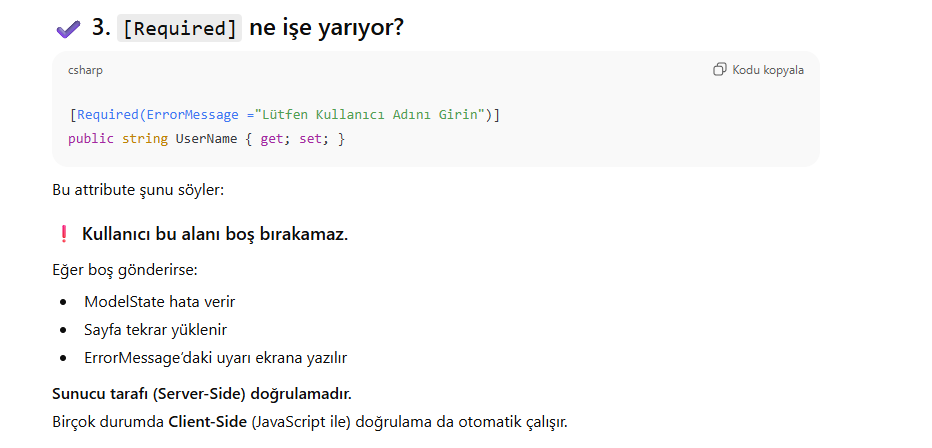 ✔ 3. [Required] ne işe yarıyor?
csharp
Kodu kopyala
[Required(ErrorMessage ="Lütfen Kullanıcı Adını Girin")]
public string UserName { get; set; }
Bu attribute şunu söyler:
❗ Kullanıcı bu alanı boş bırakamaz.
Eğer boş gönderirse:
• ModelState hata verir
• Sayfa tekrar yüklenir
• ErrorMessage’daki uyarı ekrana yazılır
Sunucu tarafı (Server-Side) doğrulamadır.
Birçok durumda Client-Side (JavaScript ile) doğrulama da otomatik çalışır.